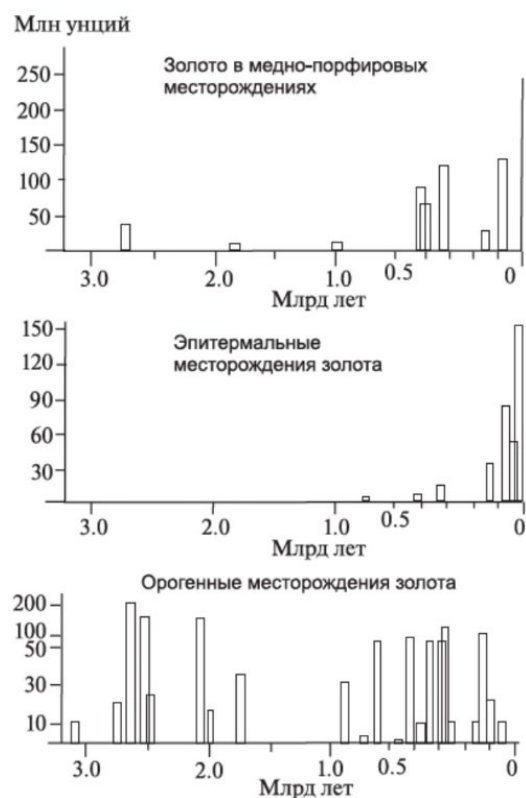 Млн унций
Золото в медно-порфировых
месторождениях
250
200
150
100
50
3.0 2.0 1.0 0.5 0
Млрд лет
150
Эпитермальные
месторождения золота
120
90
60
30
3.0 2.0 1.0 0.5 0
Млрд лет
Орогенные месторождения золота
200
100
50
30
10
3.0 2.0 1.0 0.5 0
Млрд лет